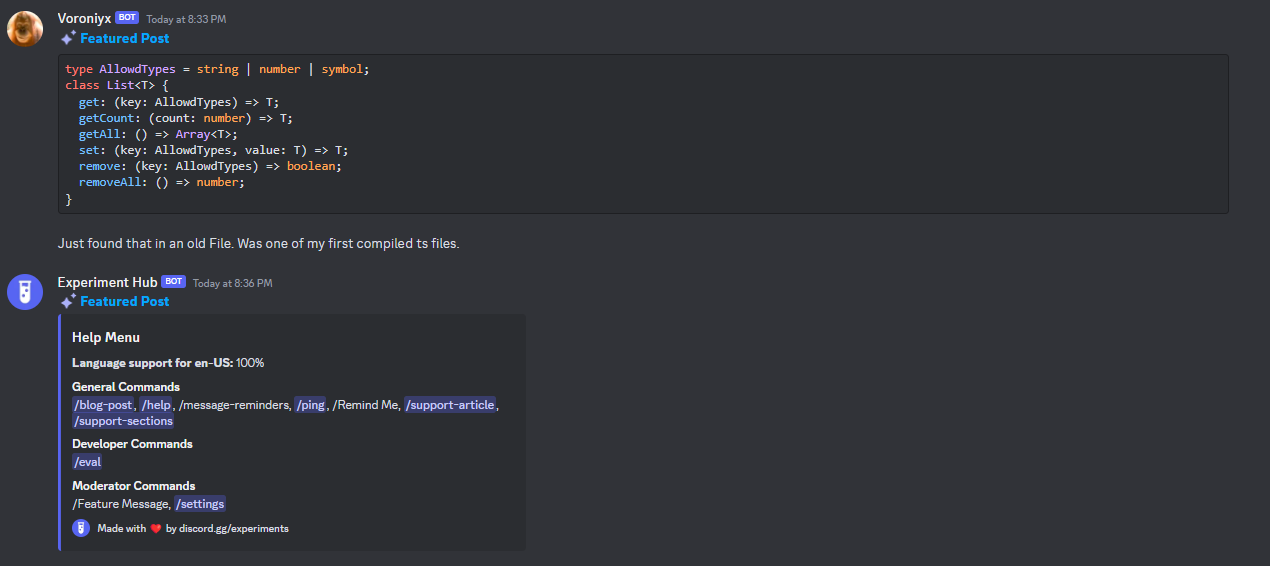 Voroniyx BOT Today at 8:33 PM
Featured Post
type AllowdTypes = string | number | symbol;
class List<T> {
  get: (key: AllowdTypes) => T;
  getCount: (count: number) => T;
  getAll: () => Array<T>;
  set: (key: AllowdTypes, value: T) => T;
  remove: (key: AllowdTypes) => boolean;
  removeAll: () => number;
}
Just found that in an old File. Was one of my first compiled ts files.
Experiment Hub BOT Today at 8:36 PM
Featured Post
Help Menu
Language support for en-US: 100%
General Commands
/blog-post, /help, /message-reminders, /ping, /Remind Me, /support-article,
/support-sections
Developer Commands
/eval
Moderator Commands
/Feature Message, /settings
Made with ❤️ by discord.gg/experiments